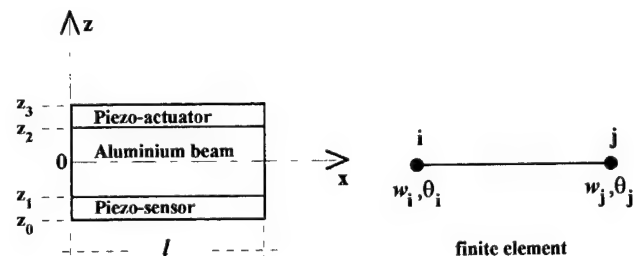 z
z3
Piezo-actuator
z2
0
Aluminium beam
x
z1
Piezo-sensor
z0
l
i
j
wi,θi
wj,θj
finite element